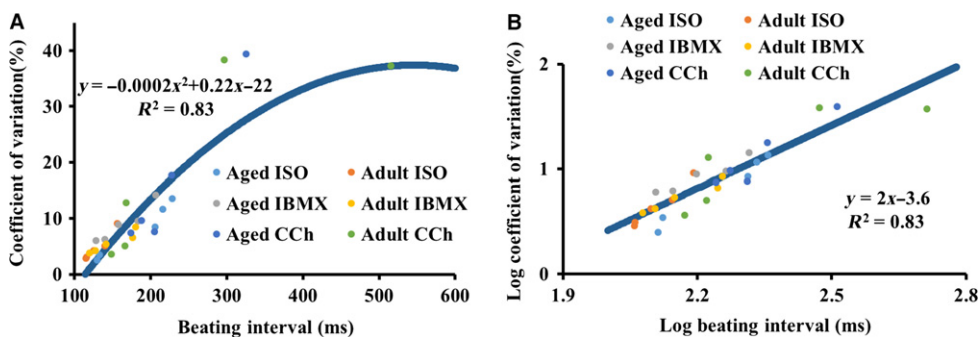 A
Coefficient of variation(%)
40
30
20
10
0
y = –0.0002x²+0.22x–22
R² = 0.83
Aged ISO
Adult ISO
Aged IBMX
Adult IBMX
Aged CCh
Adult CCh
100 200 300 400 500 600
Beating interval (ms)
B
Log coefficient of variation(%)
Aged ISO
Adult ISO
Aged IBMX
Adult IBMX
Aged CCh
Adult CCh
2
1
0
y = 2x–3.6
R² = 0.83
1.9 2.2 2.5 2.8
Log beating interval (ms)